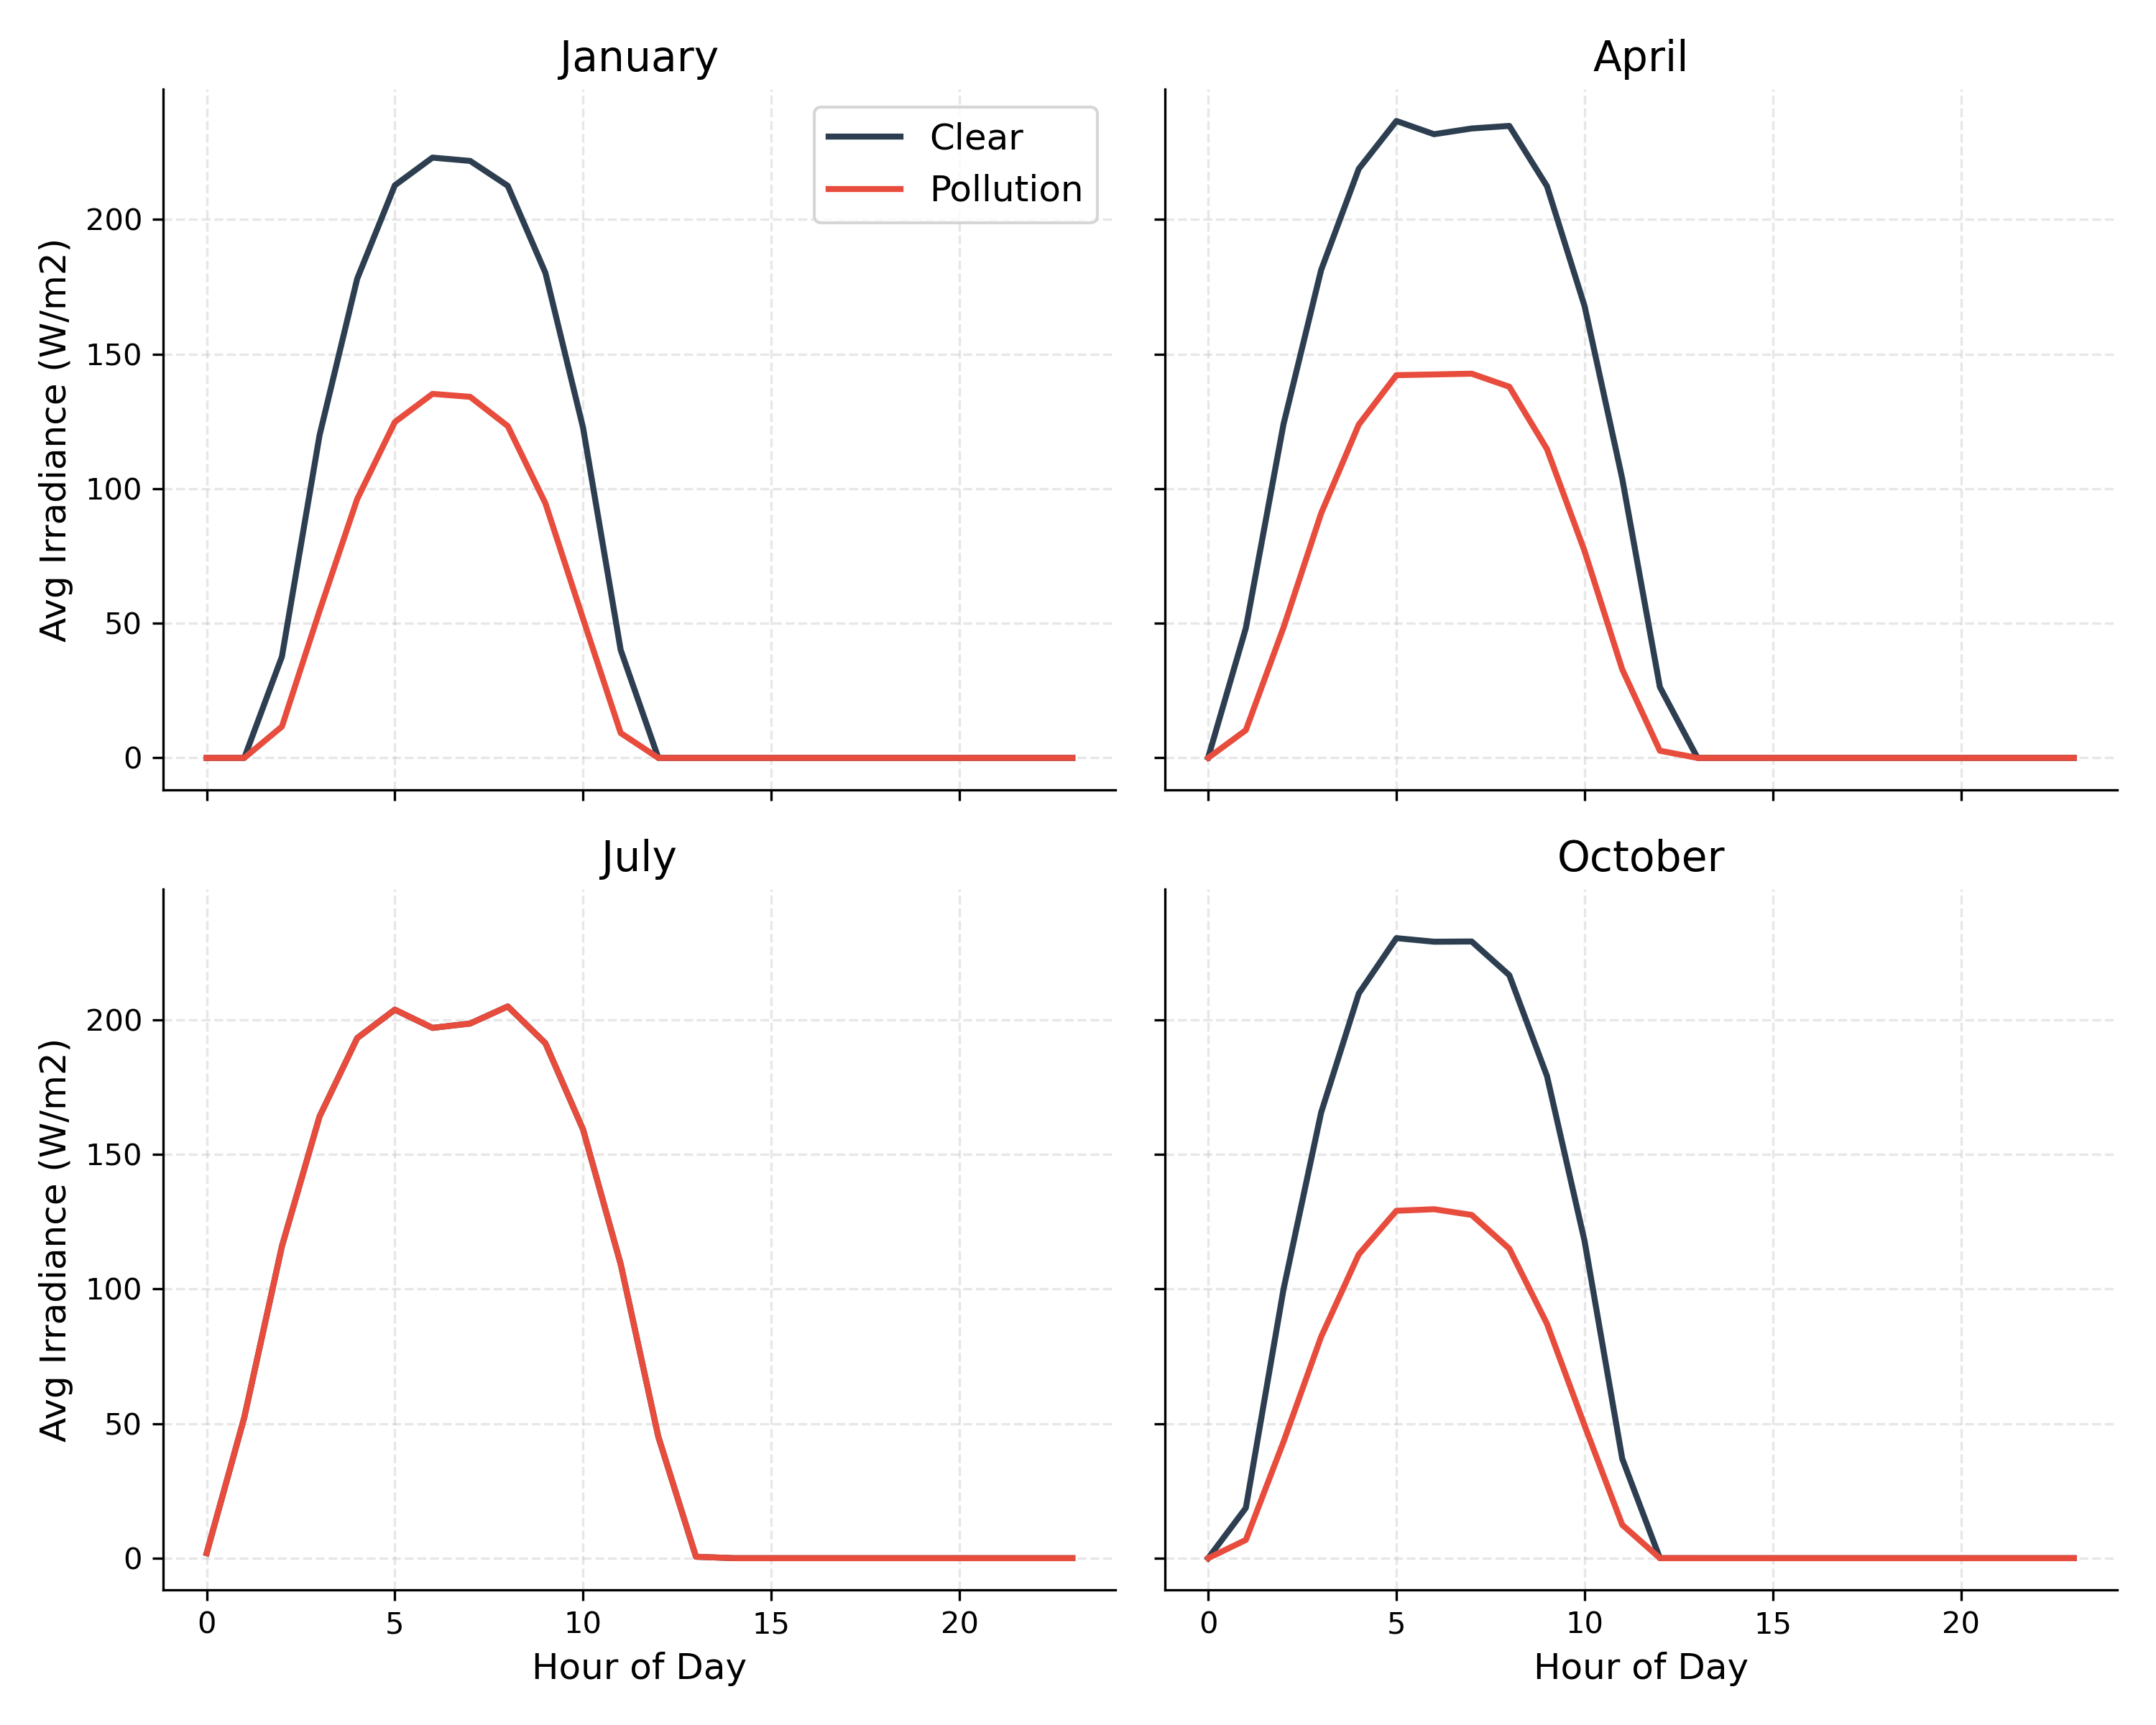 January
April
Clear
Pollution
Avg Irradiance (W/m2)
200
150
100
50
0
July
October
Avg Irradiance (W/m2)
200
150
100
50
0
0 5 10 15 20
0 5 10 15 20
Hour of Day
Hour of Day